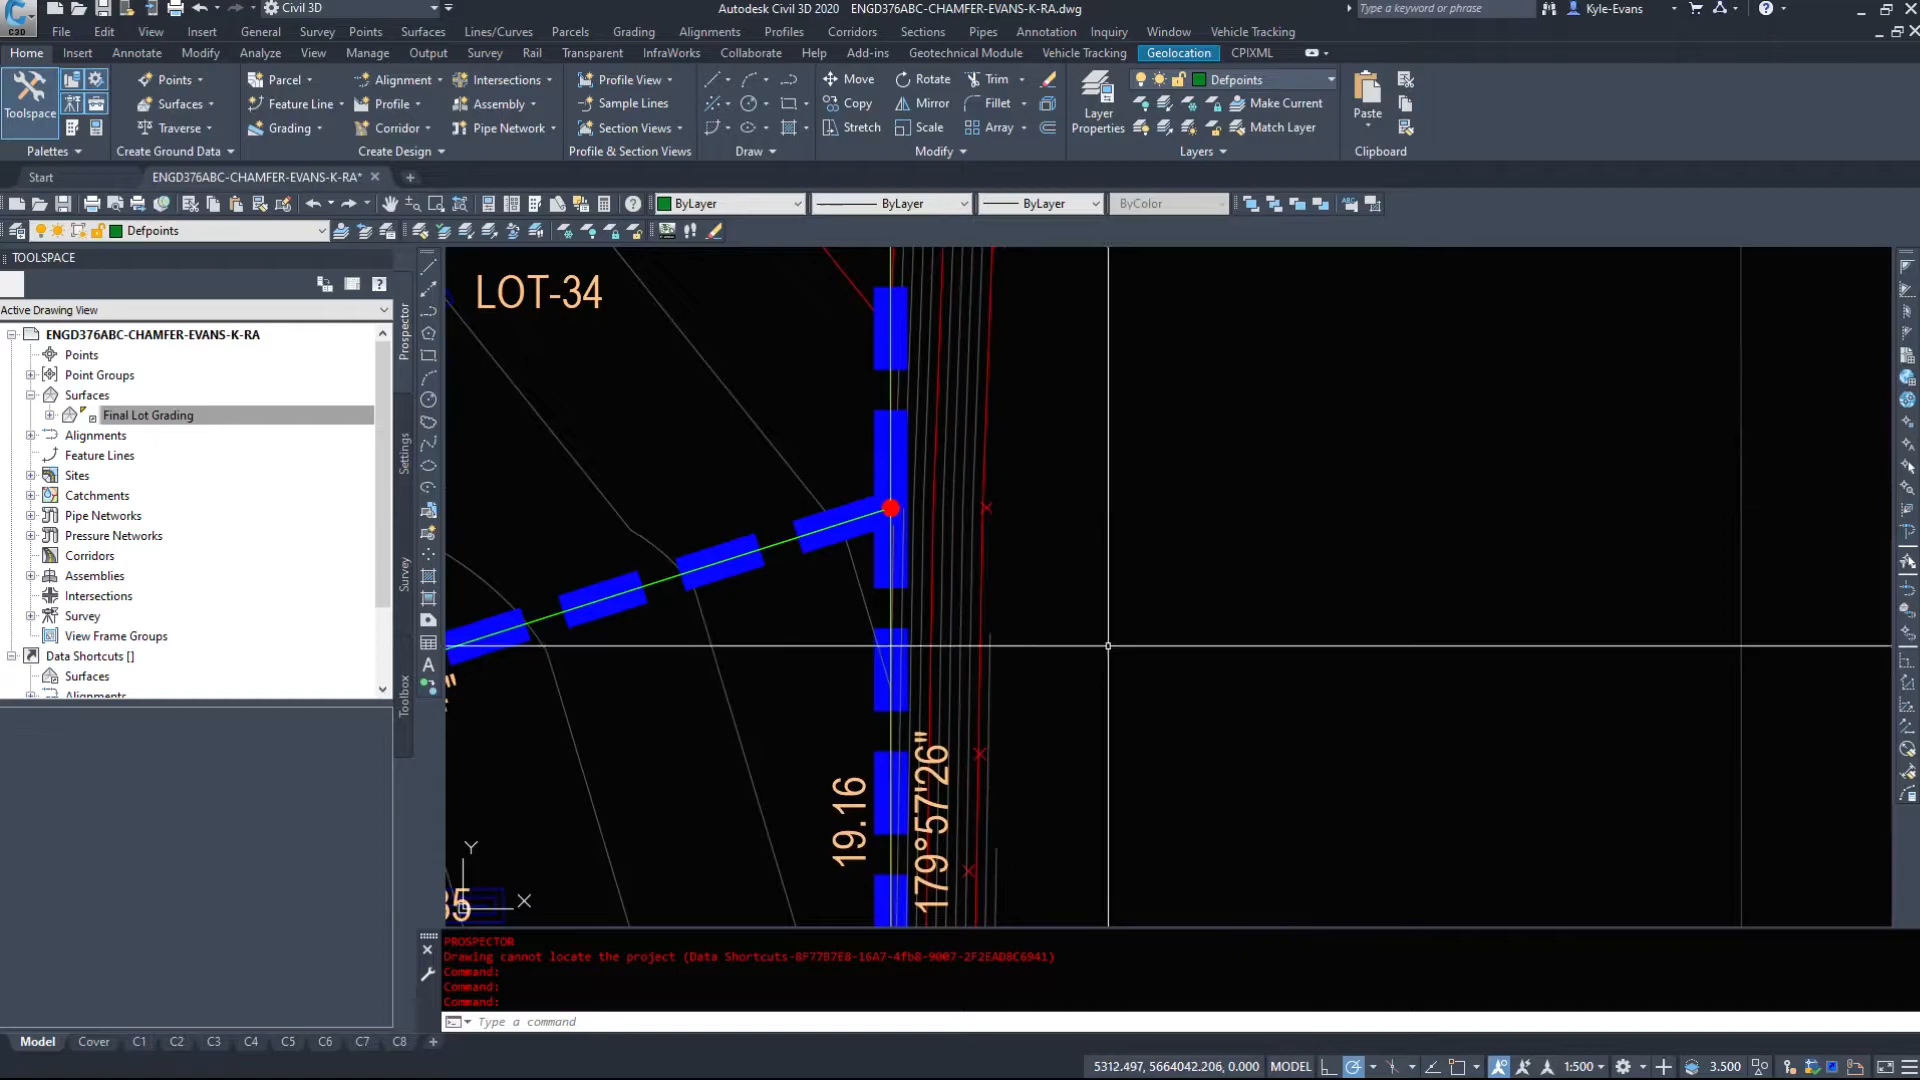 Civil 3D
Autodesk Civil 3D 2020 ENGD376ABC-CHAMFER-EVANS-K-RA.dwg
Type a keyword or phrase
Kyle-Evans
C3D
File Edit View Insert General Survey Points Surfaces Lines/Curves Parcels Grading Alignments Profiles Corridors Sections Pipes Annotation Inquiry Window Vehicle Tracking
Home Insert Annotate Modify Analyze View Manage Output Survey Rail Transparent InfraWorks Collaborate Help Add-ins Geotechnical Module Vehicle Tracking Geolocation CPIXML
Points Parcel Alignment Intersections Profile View Move Rotate Trim Defpoints
Toolspace Surfaces Feature Line Profile Assembly Sample Lines Copy Mirror Fillet Layer Properties Make Current Paste
Traverse Grading Corridor Pipe Network Section Views Stretch Scale Array Match Layer
Palettes Create Ground Data Create Design Profile & Section Views Draw Modify Layers Clipboard
Start ENGD376ABC-CHAMFER-EVANS-K-RA*
ByLayer ByLayer ByLayer ByColor
Defpoints
TOOLSPACE
Active Drawing View
ENGD376ABC-CHAMFER-EVANS-K-RA
Points
Point Groups
Surfaces
Final Lot Grading
Alignments
Feature Lines
Sites
Catchments
Pipe Networks
Pressure Networks
Corridors
Assemblies
Intersections
Survey
View Frame Groups
Data Shortcuts []
Surfaces
Alignments
Prospector
Settings
Survey
Toolbox
LOT-34
19.16
179°57'26"
Y
X
PROSPECTOR
Drawing cannot locate the project (Data Shortcuts-8F77B7E8-16A7-4fb8-9007-2F2EAD8C6941)
Command:
Command:
Command:
Type a command
Model Cover C1 C2 C3 C4 C5 C6 C7 C8
5312.497, 5664042.206, 0.000 MODEL 1:500 3.500